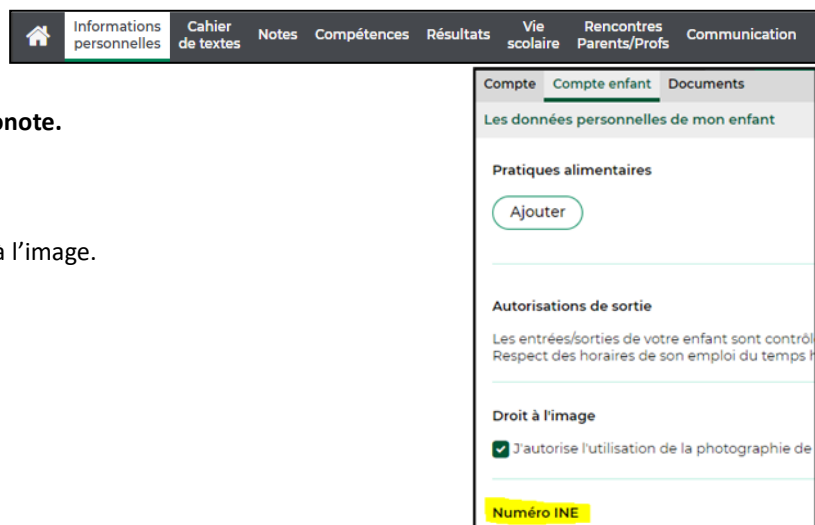 Informations personnelles Cahier de textes Notes Compétences Résultats Vie scolaire Rencontres Parents/Profs Communication
onote.
a l’image.
Compte Compte enfant Documents
Les données personnelles de mon enfant
Pratiques alimentaires
Ajouter
Autorisations de sortie
Les entrées/sorties de votre enfant sont contrôl
Respect des horaires de son emploi du temps h
Droit à l'image
J'autorise l'utilisation de la photographie de
Numéro INE